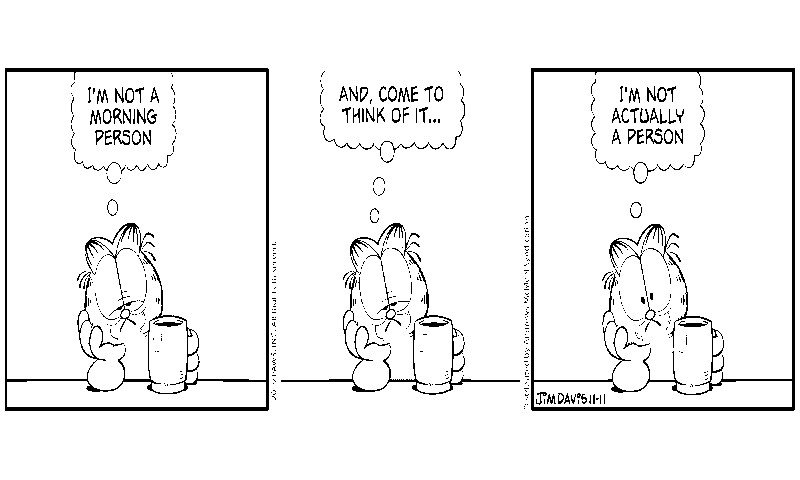 I'M NOT A
MORNING
PERSON
AND, COME TO
THINK OF IT...
I'M NOT
ACTUALLY
A PERSON
JIM DAVIS 11-11